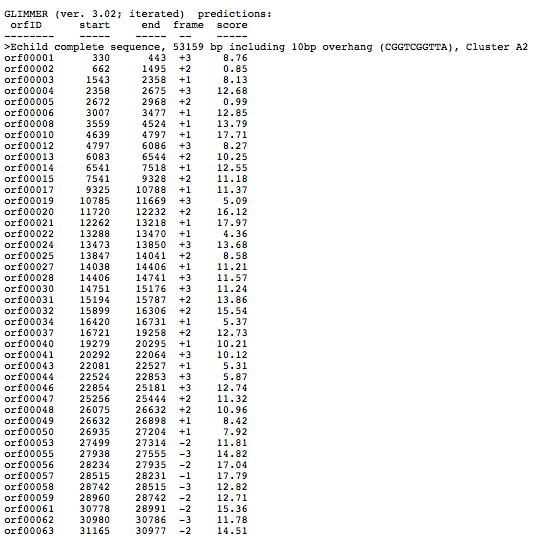 GLIMMER (ver. 3.02; iterated) predictions:
orfID start end frame score
-------- ----- ----- -- -----
>Echild complete sequence, 53159 bp including 10bp overhang (CGGTCGGTTA), Cluster A2
orf00001 330 443 +3 8.76
orf00002 662 1495 +2 0.85
orf00003 1543 2358 +1 8.13
orf00004 2358 2675 +3 12.68
orf00005 2672 2968 +2 0.99
orf00006 3007 3477 +1 12.85
orf00008 3559 4524 +1 13.79
orf00010 4639 4797 +1 17.71
orf00012 4797 6086 +3 8.27
orf00013 6083 6544 +2 10.25
orf00014 6541 7518 +1 12.55
orf00015 7541 9328 +2 11.18
orf00017 9325 10788 +1 11.37
orf00019 10785 11669 +3 5.09
orf00020 11720 12232 +2 16.12
orf00021 12262 13218 +1 17.97
orf00022 13288 13470 +1 4.36
orf00024 13473 13850 +3 13.68
orf00025 13847 14041 +2 8.58
orf00027 14038 14406 +1 11.21
orf00028 14406 14741 +3 11.57
orf00030 14751 15176 +3 11.24
orf00031 15194 15787 +2 13.86
orf00032 15899 16306 +2 15.54
orf00034 16420 16731 +1 5.37
orf00037 16721 19258 +2 12.73
orf00040 19279 20295 +1 10.21
orf00041 20292 22064 +3 10.12
orf00043 22081 22527 +1 5.31
orf00044 22524 22853 +3 5.87
orf00046 22854 25181 +3 12.74
orf00047 25256 25444 +2 11.32
orf00048 26075 26632 +2 10.96
orf00049 26632 26898 +1 8.42
orf00050 26935 27204 +1 7.92
orf00053 27499 27314 -2 11.81
orf00055 27938 27555 -3 14.82
orf00056 28234 27935 -2 17.04
orf00057 28515 28231 -1 17.79
orf00058 28742 28515 -3 12.82
orf00059 28960 28742 -2 12.71
orf00061 30778 28991 -2 15.36
orf00062 30980 30786 -3 11.78
orf00063 31165 30977 -2 14.51